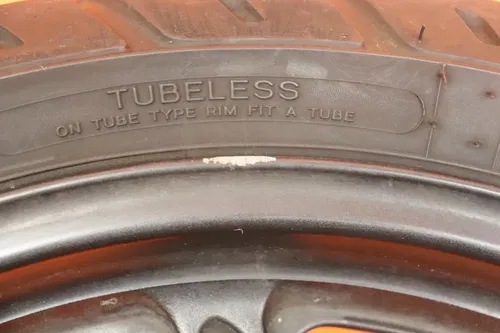 TUBELESS
ON TUBE TYPE RIM FIT A TUBE